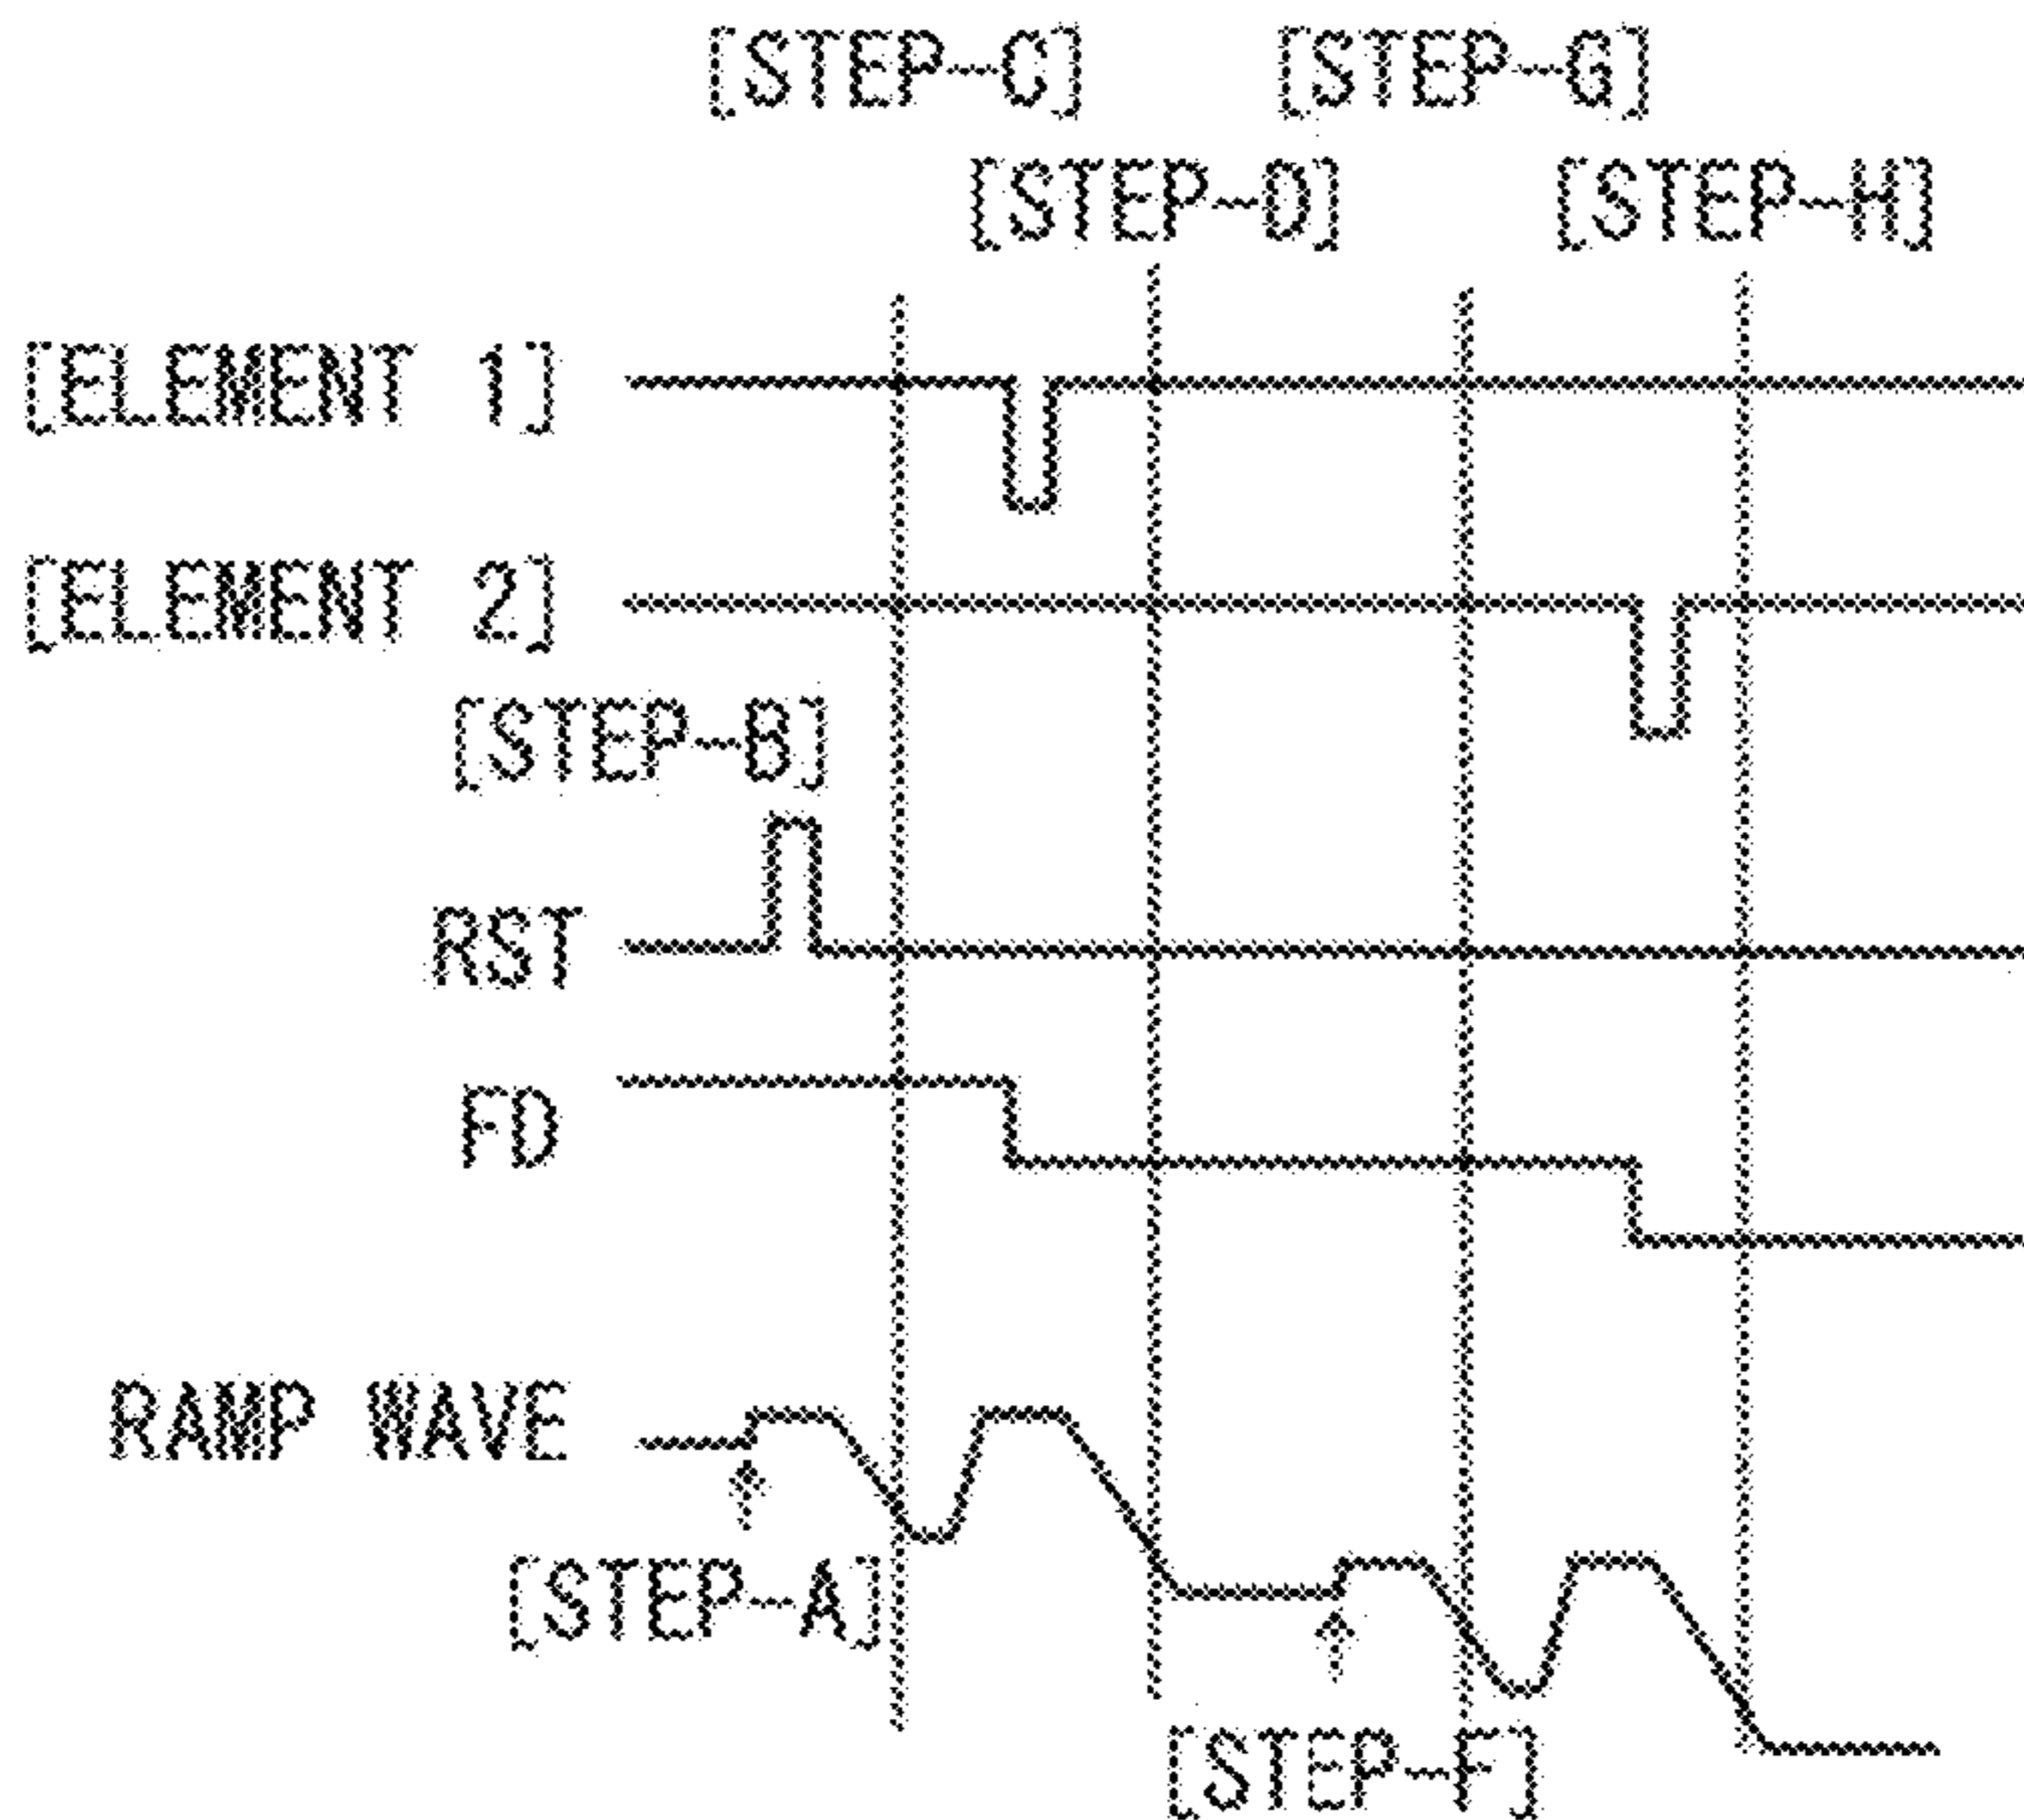 [STEP-C]
[STEP-G]
[STEP-D]
[STEP-H]
[ELEMENT 1]
[ELEMENT 2]
[STEP-B]
RST
FD
RAMP WAVE
[STEP-A]
[STEP-F]